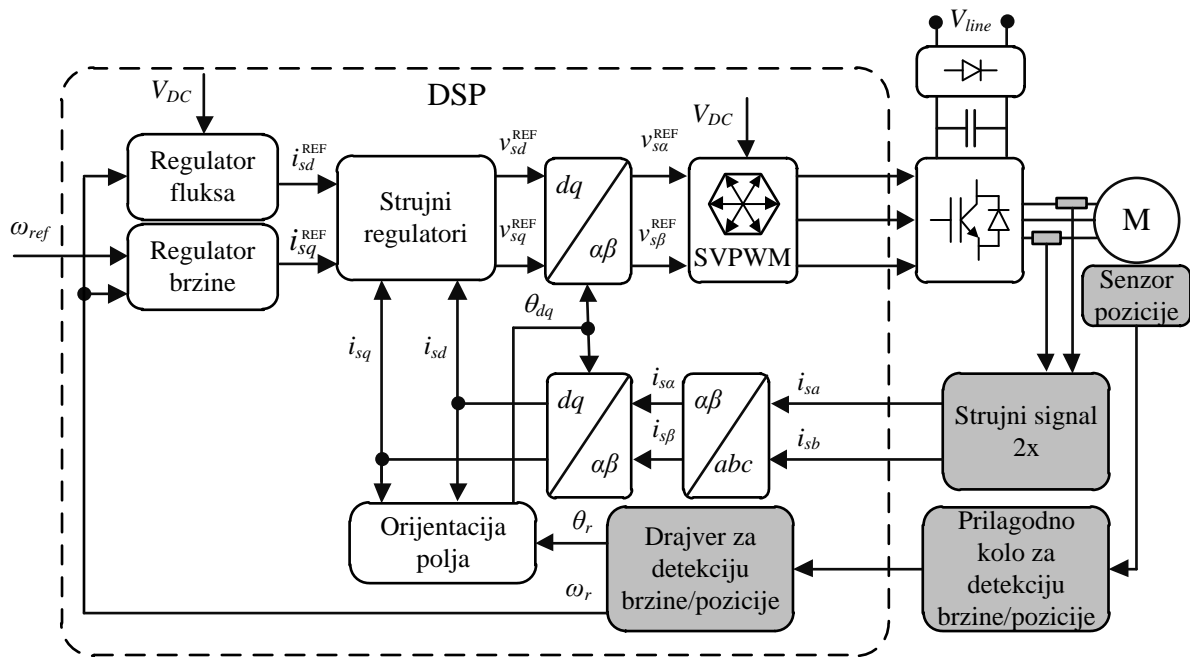 V_line
DSP
V_DC
V_DC
Regulator
fluksa
i_sd^REF
Strujni
regulatori
v_sd^REF
dq
αβ
v_sα^REF
SVPWM
M
ω_ref
Regulator
brzine
i_sq^REF
v_sq^REF
v_sβ^REF
Senzor
pozicije
θ_dq
i_sq
i_sd
dq
αβ
i_sα
i_sβ
αβ
abc
i_sa
i_sb
Strujni signal
2x
Orijentacija
polja
θ_r
ω_r
Drajver za
detekciju
brzine/pozicije
Prilagodno
kolo za
detekciju
brzine/pozicije